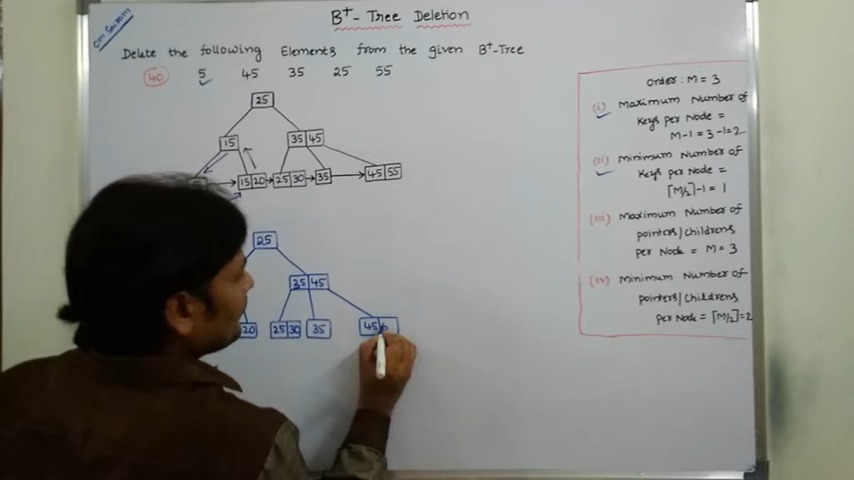 om Sairam
B+- Tree Deletion
Delete the following Elements from the given B+-Tree
40 5 45 35 25 55
25
15 35 45
15 20 25 30 35 45 55
25
35 45
20 25 30 35 45
Order: M = 3
(i) Maximum Number of
Keys per Node =
M-1 = 3-1 = 2
(ii) Minimum Number of
Keys per Node =
⌈M/2⌉-1 = 1
(iii) Maximum Number of
pointers/childrens
per Node = M = 3
(iv) Minimum Number of
pointers/childrens
per Node = ⌈M/2⌉=2